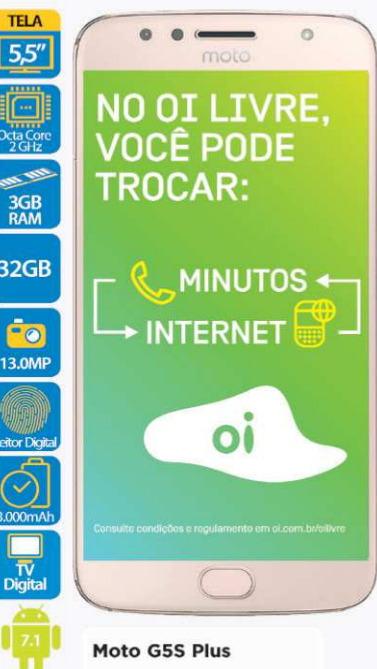 TELA
5,5"
Octa Core
2 GHz
3GB
RAM
32GB
13.0MP
Leitor Digital
3.000mAh
TV
Digital
7.1
moto
NO OI LIVRE,
VOCÊ PODE
TROCAR:
MINUTOS
INTERNET
oi
Consulte condições e regulamento em oi.com.br/oilivre
Moto G5S Plus